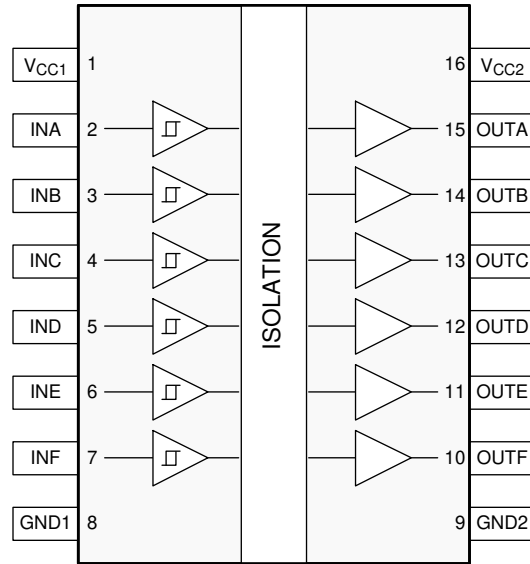 VCC1 1 16 VCC2
INA 2 15 OUTA
INB 3 14 OUTB
INC 4 13 OUTC
IND 5 12 OUTD
INE 6 11 OUTE
INF 7 10 OUTF
GND1 8 9 GND2
ISOLATION